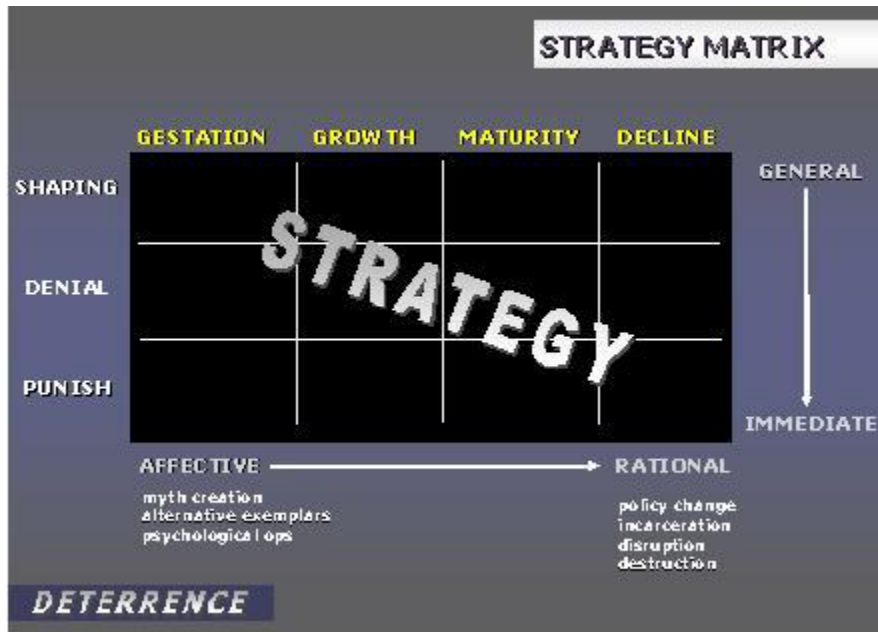 STRATEGY MATRIX
GESTATION GROWTH MATURITY DECLINE
SHAPING
GENERAL
STRATEGY
DENIAL
PUNISH
IMMEDIATE
AFFECTIVE RATIONAL
myth creation
alternative exemplars
psychological ops
policy change
incarceration
disruption
destruction
DETERRENCE